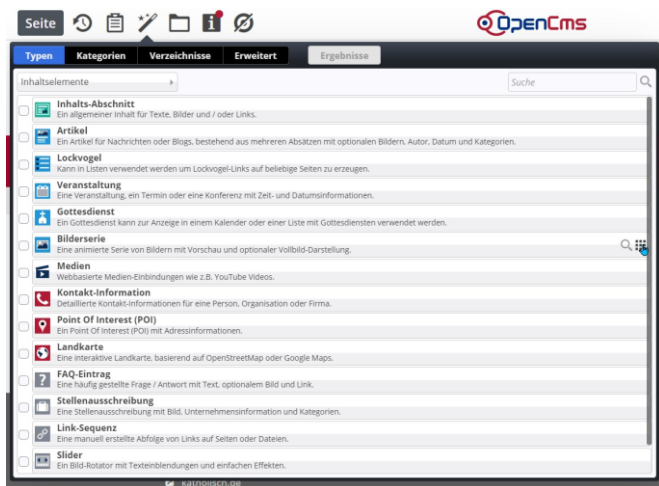 Seite
OpenCms
Typen Kategorien Verzeichnisse Erweitert Ergebnisse
Inhaltselemente Suche
Inhalts-Abschnitt
Ein allgemeiner Inhalt für Texte, Bilder und / oder Links.
Artikel
Ein Artikel für Nachrichten oder Blogs, bestehend aus mehreren Absätzen mit optionalen Bildern, Autor, Datum und Kategorien.
Lockvogel
Kann in Listen verwendet werden um Lockvogel-Links auf beliebige Seiten zu erzeugen.
Veranstaltung
Eine Veranstaltung, ein Termin oder eine Konferenz mit Zeit- und Datumsinformationen.
Gottesdienst
Ein Gottesdienst kann zur Anzeige in einem Kalender oder einer Liste mit Gottesdiensten verwendet werden.
Bilderserie
Eine animierte Serie von Bildern mit Vorschau und optionaler Vollbild-Darstellung.
Medien
Webbasierte Medien-Einbindungen wie z.B. YouTube Videos.
Kontakt-Information
Detaillierte Kontakt-Informationen für eine Person, Organisation oder Firma.
Point Of Interest (POI)
Ein Point Of Interest (POI) mit Adressinformationen.
Landkarte
Eine interaktive Landkarte, basierend auf OpenStreetMap oder Google Maps.
FAQ-Eintrag
Eine häufig gestellte Frage / Antwort mit Text, optionalem Bild und Link.
Stellenausschreibung
Eine Stellenausschreibung mit Bild, Unternehmensinformation und Kategorien.
Link-Sequenz
Eine manuell erstellte Abfolge von Links auf Seiten oder Dateien.
Slider
Ein Bild-Rotator mit Texteinblendungen und einfachen Effekten.
katholisch.de